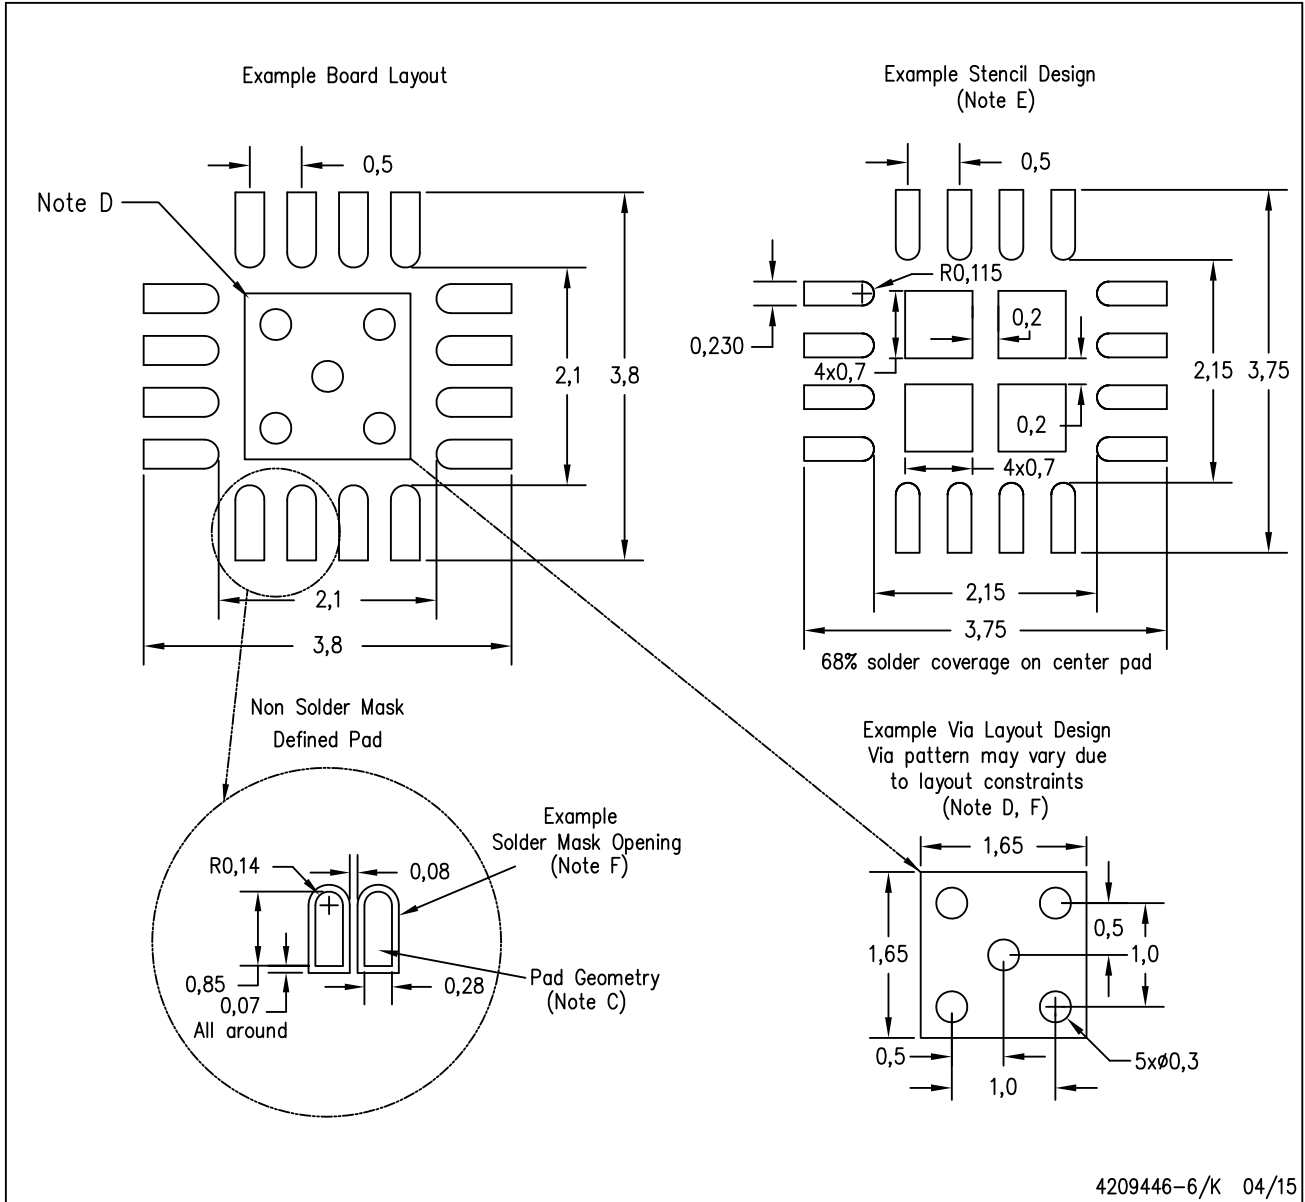 Example Board Layout
0,5
Note D
2,1
3,8
2,1
3,8
Example Stencil Design
(Note E)
0,5
R0,115
0,230
0,2
4x0,7
2,15
3,75
0,2
4x0,7
2,15
3,75
68% solder coverage on center pad
Non Solder Mask
Defined Pad
Example
Solder Mask Opening
(Note F)
R0,14
0,08
0,85
0,07
All around
0,28
Pad Geometry
(Note C)
Example Via Layout Design
Via pattern may vary due
to layout constraints
(Note D, F)
1,65
0,5
1,65
1,0
0,5
5xø0,3
1,0
4209446-6/K 04/15